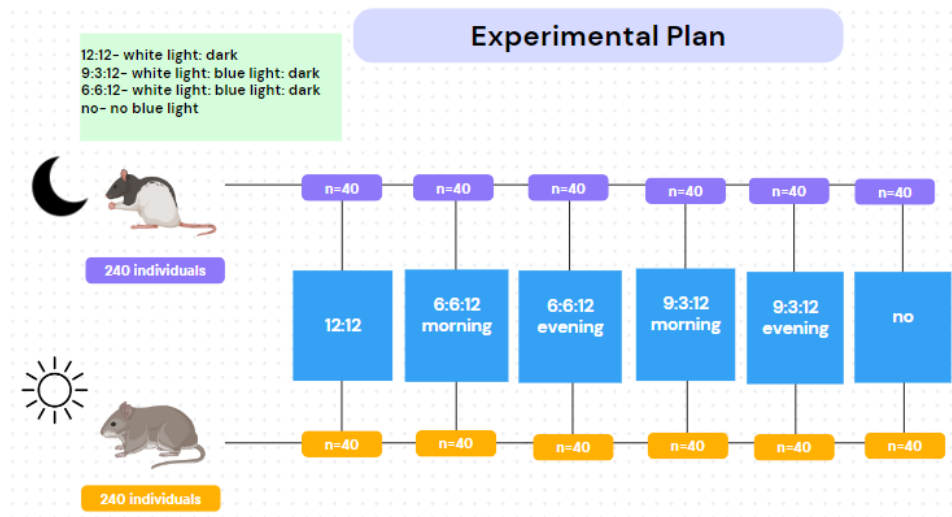 Experimental Plan
12:12- white light: dark
9:3:12- white light: blue light: dark
6:6:12- white light: blue light: dark
no- no blue light
n=40
n=40
n=40
n=40
n=40
n=40
240 individuals
12:12
6:6:12
morning
6:6:12
evening
9:3:12
morning
9:3:12
evening
no
n=40
n=40
n=40
n=40
n=40
n=40
240 individuals